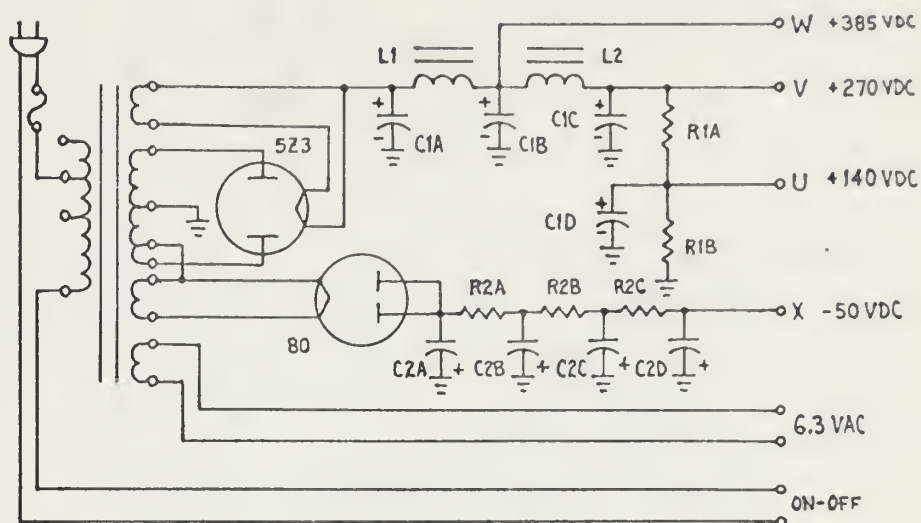 W +385 VDC
L1 L2
V +270 VDC
C1A C1B C1C R1A
523
U +140 VDC
C1D
R1B
R2A R2B R2C
X -50 VDC
80
C2A C2B C2C C2D
6.3 VAC
ON-OFF